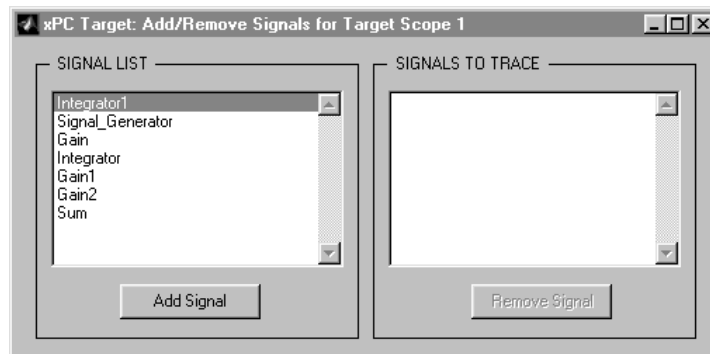 xPC Target: Add/Remove Signals for Target Scope 1
SIGNAL LIST
SIGNALS TO TRACE
Integrator1
Signal_Generator
Gain
Integrator
Gain1
Gain2
Sum
Add Signal
Remove Signal